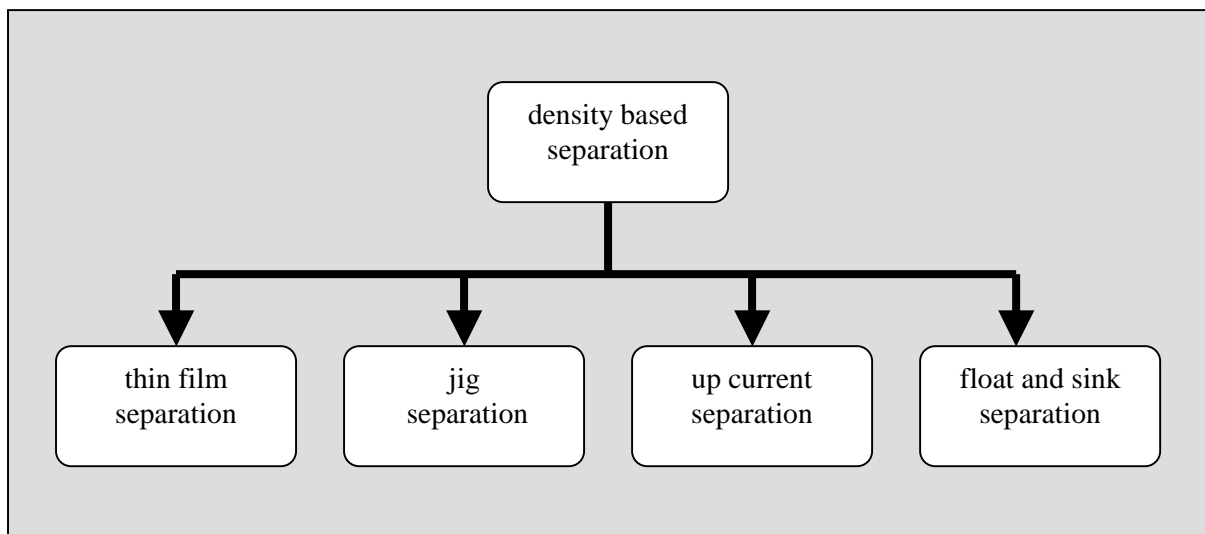 density based
separation
thin film
separation
jig
separation
up current
separation
float and sink
separation